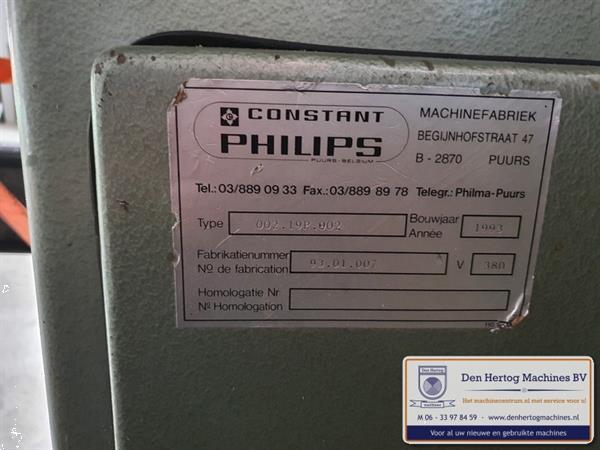 CONSTANT
PHILIPS
PUURS-BELGIUM
MACHINEFABRIEK
BEGIJNHOFSTRAAT 47
B - 2870 PUURS
Tel.: 03/889 09 33 Fax.: 03/889 89 78 Telegr.: Philma-Puurs
Type 002.19P.002 Bouwjaar Année 1993
Fabrikatienummer
Nº de fabrication 93.01.007 V 380
Homologatie Nr
Nº Homologation
Den Hertog Machines BV
Het machinecentrum.nl met service voor u!
M 06 - 33 97 84 59 - www.denhertogmachines.nl
Voor al uw nieuwe en gebruikte machines